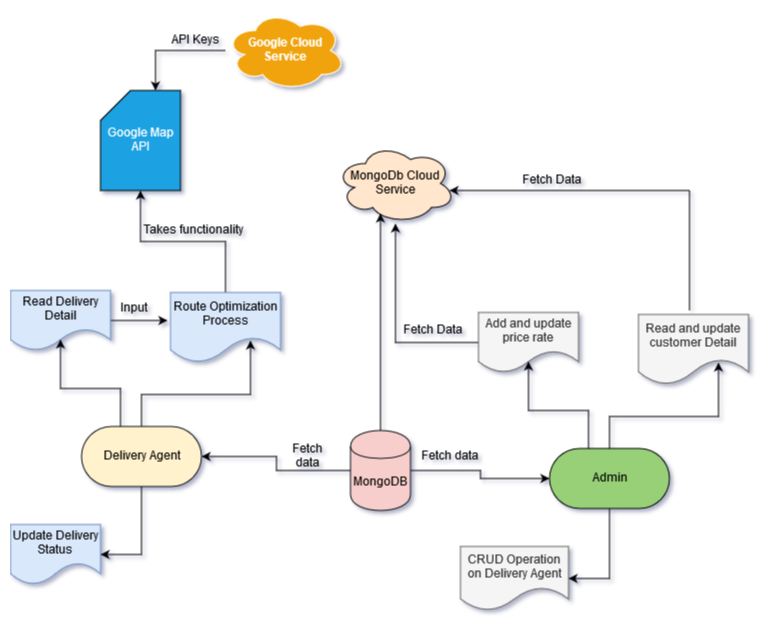 API Keys
Google Cloud
Service
Google Map
API
MongoDb Cloud
Service
Fetch Data
Takes functionality
Read Delivery
Detail
Input
Route Optimization
Process
Fetch Data
Add and update
price rate
Read and update
customer Detail
Delivery Agent
Fetch
data
MongoDB
Fetch data
Admin
Update Delivery
Status
CRUD Operation
on Delivery Agent